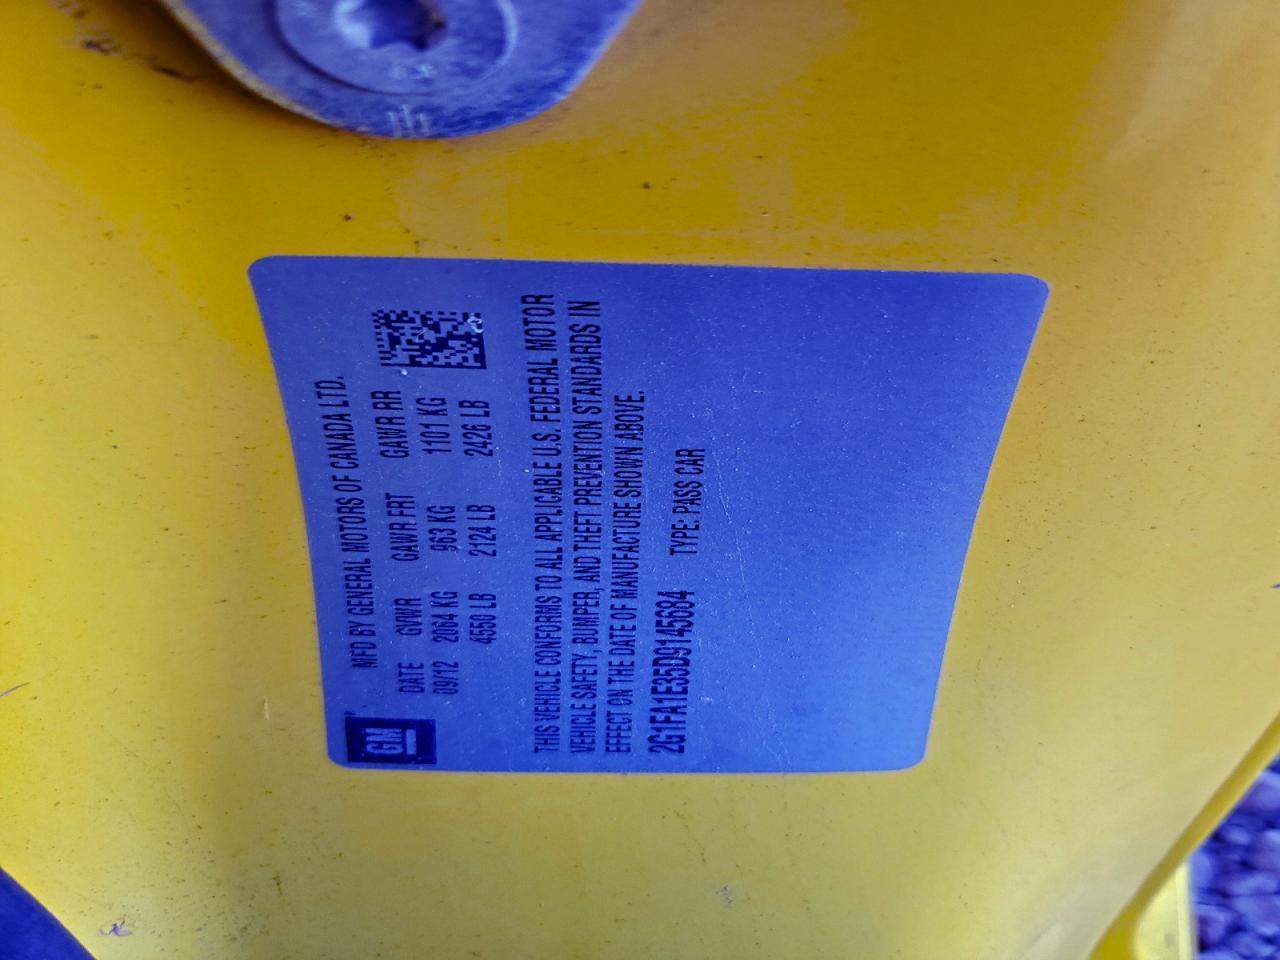 GM
MFD BY GENERAL MOTORS OF CANADA LTD.
DATE GVWR GAWR FRT GAWR RR
09/12 2064 KG 963 KG 1101 KG
4550 LB 2124 LB 2426 LB
THIS VEHICLE CONFORMS TO ALL APPLICABLE U.S. FEDERAL MOTOR
VEHICLE SAFETY, BUMPER, AND THEFT PREVENTION STANDARDS IN
EFFECT ON THE DATE OF MANUFACTURE SHOWN ABOVE.
2G1FA1E35D9145684 TYPE: PASS CAR